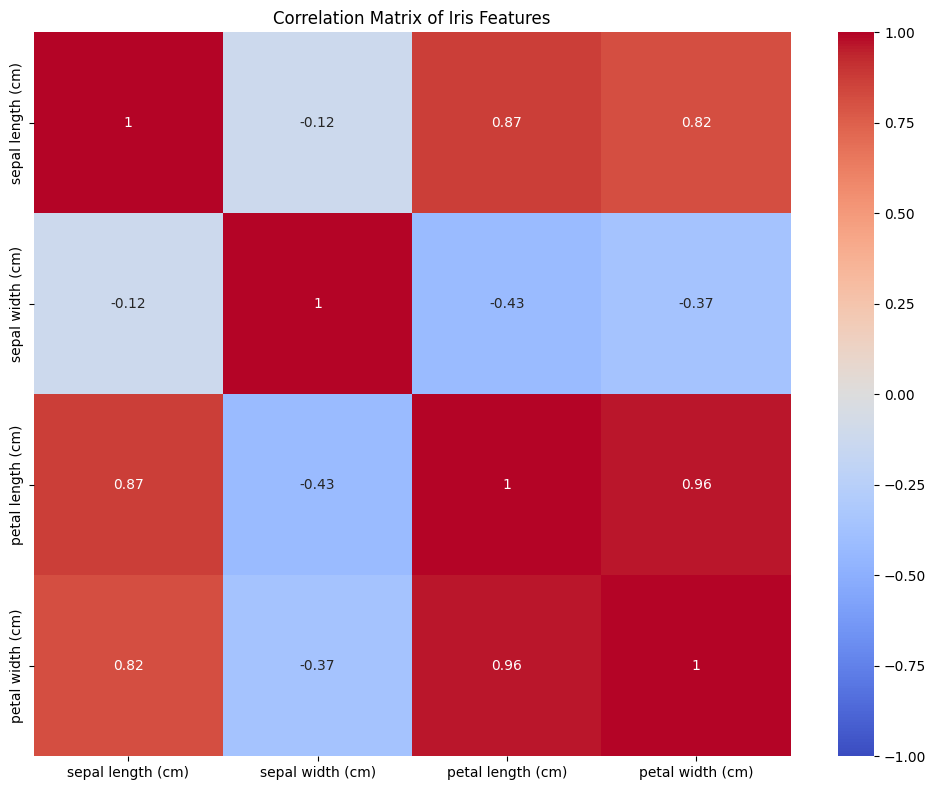 Correlation Matrix of Iris Features
sepal length (cm)
1
-0.12
0.87
0.82
sepal width (cm)
-0.12
1
-0.43
-0.37
petal length (cm)
0.87
-0.43
1
0.96
petal width (cm)
0.82
-0.37
0.96
1
sepal length (cm)
sepal width (cm)
petal length (cm)
petal width (cm)
1.00
0.75
0.50
0.25
0.00
−0.25
−0.50
−0.75
−1.00